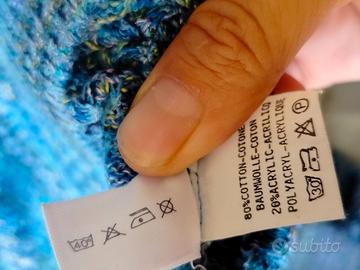 80%COTTON-COTONE
BAUMWOLLE-COTON
20%ACRYLIC-ACRILICO
POLYACRYL-ACRYLIQUE
30
P
40°
subito